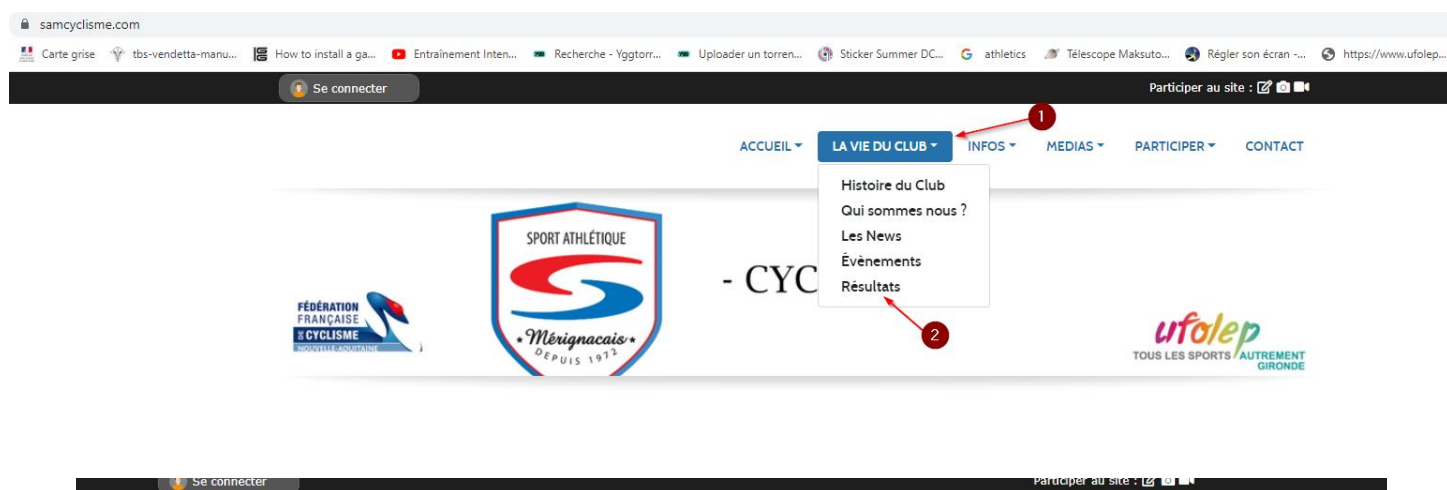 samcyclisme.com
Carte grise tbs-vendetta-manu... How to install a ga... Entraînement Inten... Recherche - Yggtorr... Uploader un torren... Sticker Summer DC... athletics Télescope Maksuto... Régler son écran -... https://www.ufolep...
Se connecter Participer au site :
1
ACCUEIL LA VIE DU CLUB INFOS MEDIAS PARTICIPER CONTACT
Histoire du Club
Qui sommes nous ?
Les News
Évènements
Résultats
2
SPORT ATHLÉTIQUE
S
Mérignacais
DEPUIS 1972
- CYC
FÉDÉRATION
FRANÇAISE
DE CYCLISME
NOUVELLE-AQUITAINE
ufolep
TOUS LES SPORTS AUTREMENT
GIRONDE
Se connecter Participer au site :